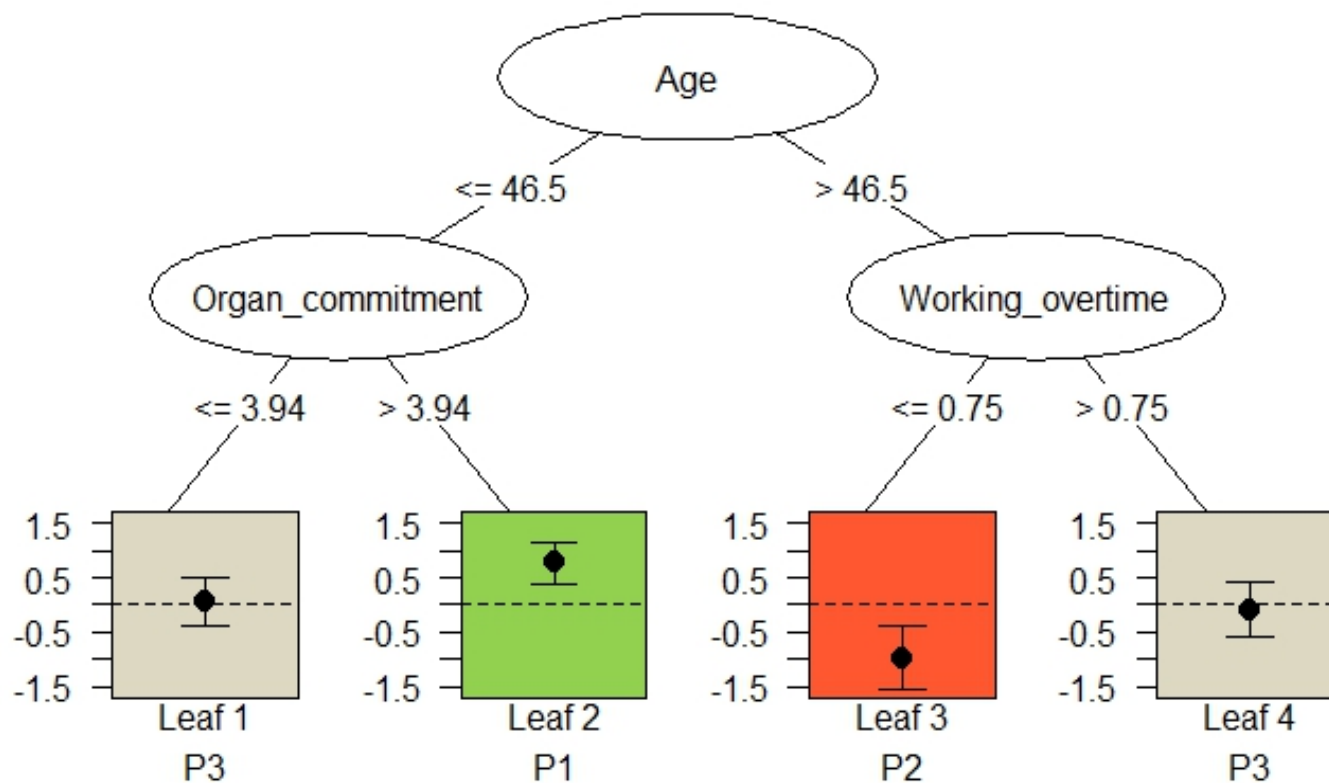 Age
<= 46.5 > 46.5
Organ_commitment Working_overtime
<= 3.94 > 3.94 <= 0.75 > 0.75
1.5 1.5 1.5 1.5
0.5 0.5 0.5 0.5
-0.5 -0.5 -0.5 -0.5
-1.5 -1.5 -1.5 -1.5
Leaf 1 Leaf 2 Leaf 3 Leaf 4
P3 P1 P2 P3